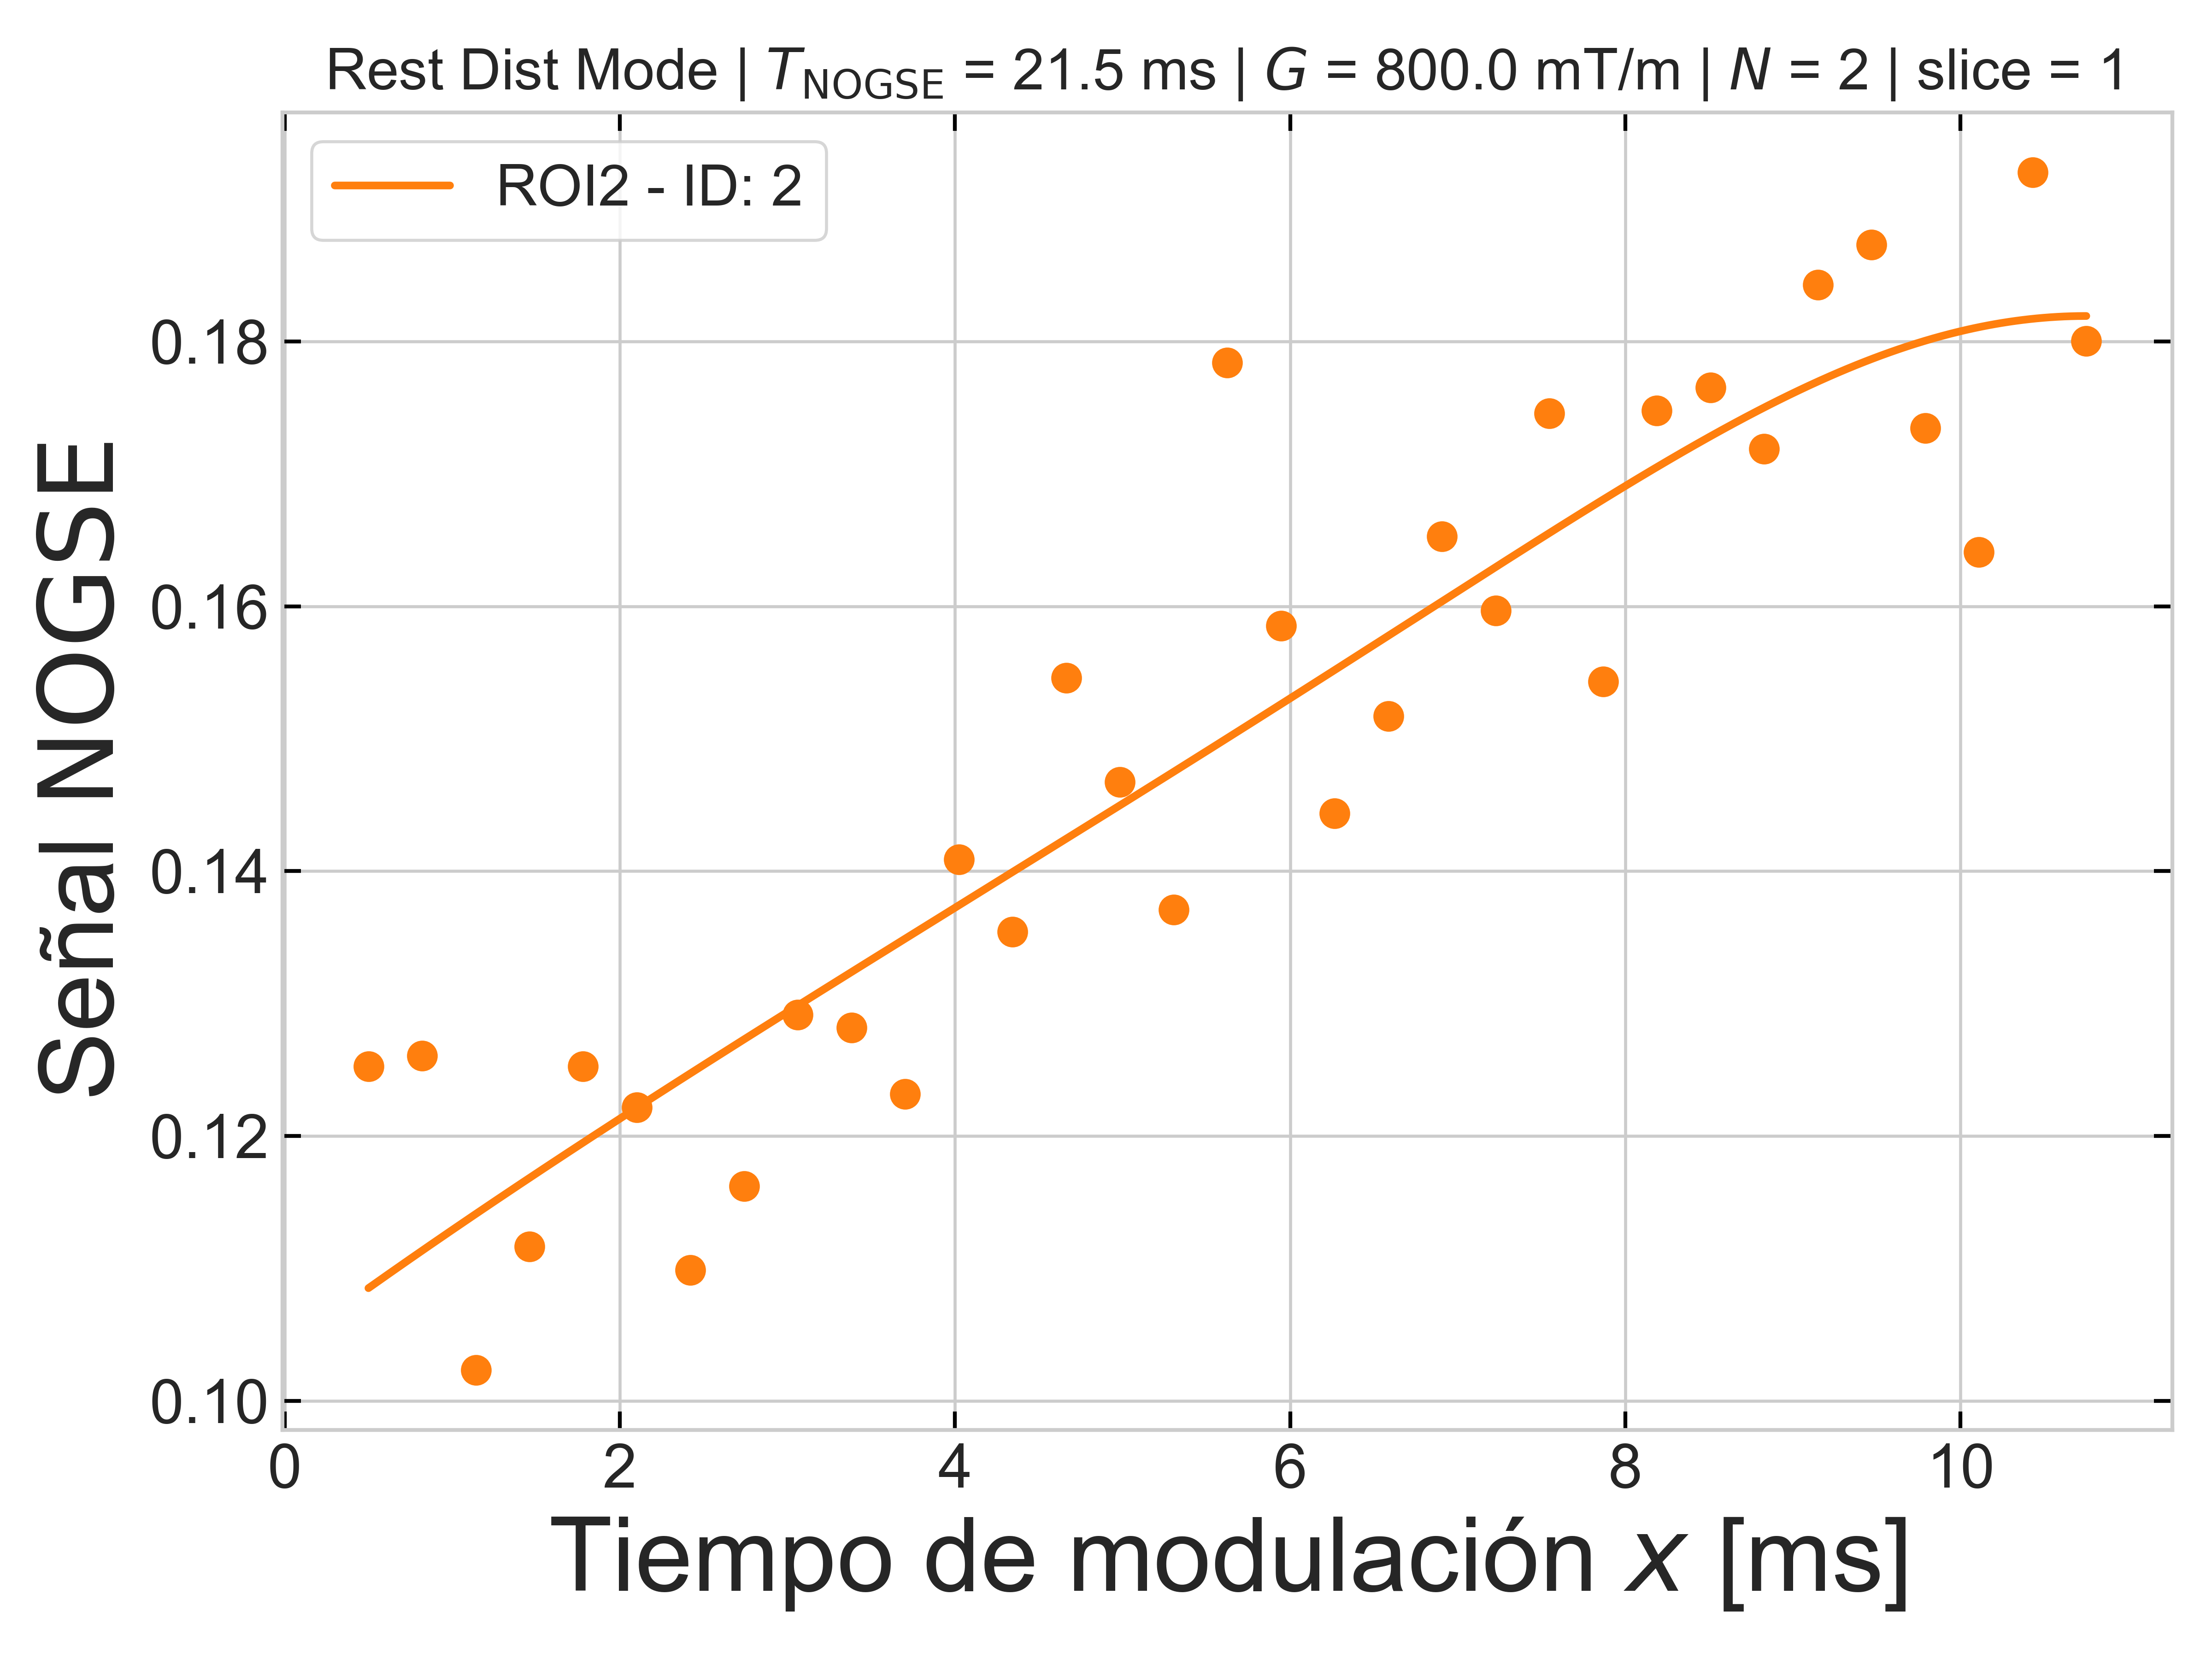 Rest Dist Mode | T_NOGSE = 21.5 ms | G = 800.0 mT/m | N = 2 | slice = 1
ROI2 - ID: 2
Señal NOGSE
0.18
0.16
0.14
0.12
0.10
0 2 4 6 8 10
Tiempo de modulación x [ms]